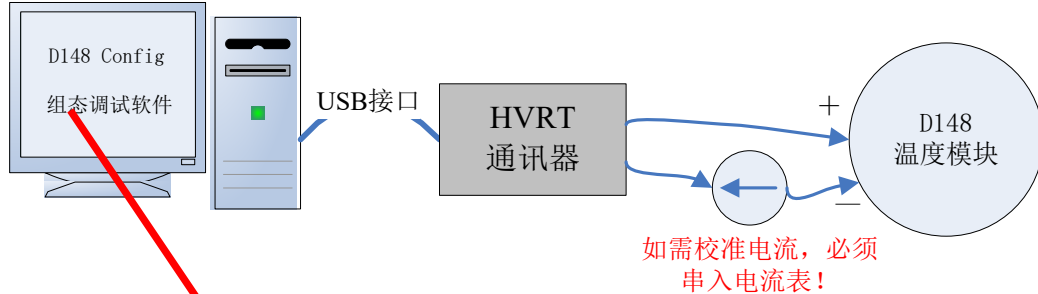 D148 Config
组态调试软件
USB接口
HVRT
通讯器
+
D148
温度模块
—
如需校准电流，必须
串入电流表！